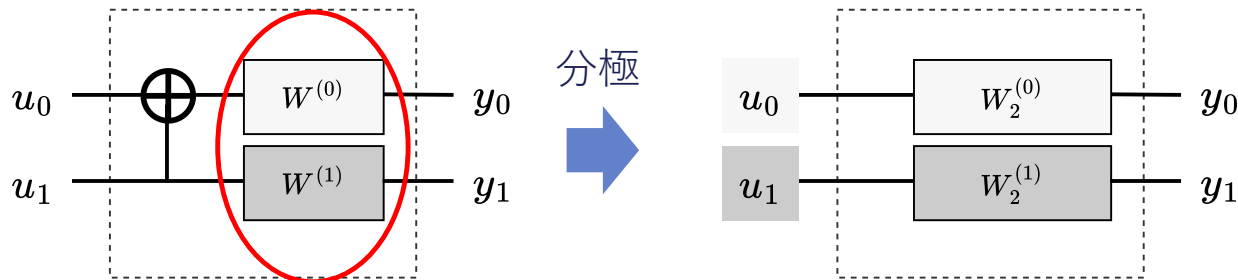 分極
u₀ W⁽⁰⁾ y₀ u₀ W₂⁽⁰⁾ y₀
u₁ W⁽¹⁾ y₁ u₁ W₂⁽¹⁾ y₁